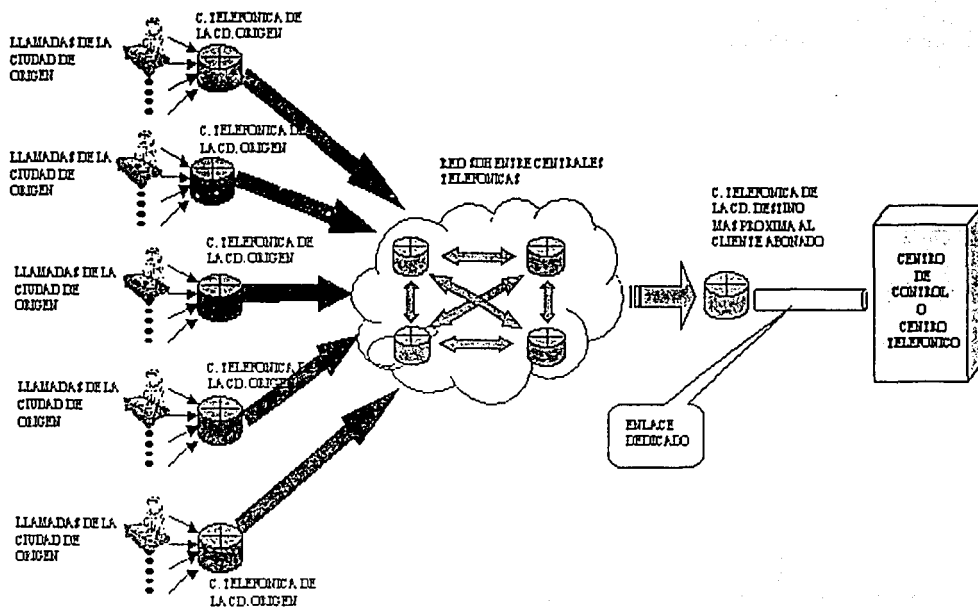 C. TELEFONICA DE
LA CD. ORIGEN
LLAMADAS DE LA
CIUDAD DE
ORIGEN
C. TELEFONICA DE
LA CD. ORIGEN
LLAMADAS DE LA
CIUDAD DE
ORIGEN
RED SDH ENTRE CENTRALES
TELEFONICAS
C. TELEFONICA DE
LA CD. DESTINO
MAS PROXIMA AL
CLIENTE ABONADO
C. TELEFONICA DE
LA CD. ORIGEN
LLAMADAS DE LA
CIUDAD DE
ORIGEN
CENTRO
DE
CONTROL
O
CENTRO
TELEFONICO
C. TELEFONICA DE
LA CD. ORIGEN
LLAMADAS DE LA
CIUDAD DE
ORIGEN
ENLACE
DEDICADO
LLAMADAS DE LA
CIUDAD DE
ORIGEN
C. TELEFONICA DE
LA CD. ORIGEN